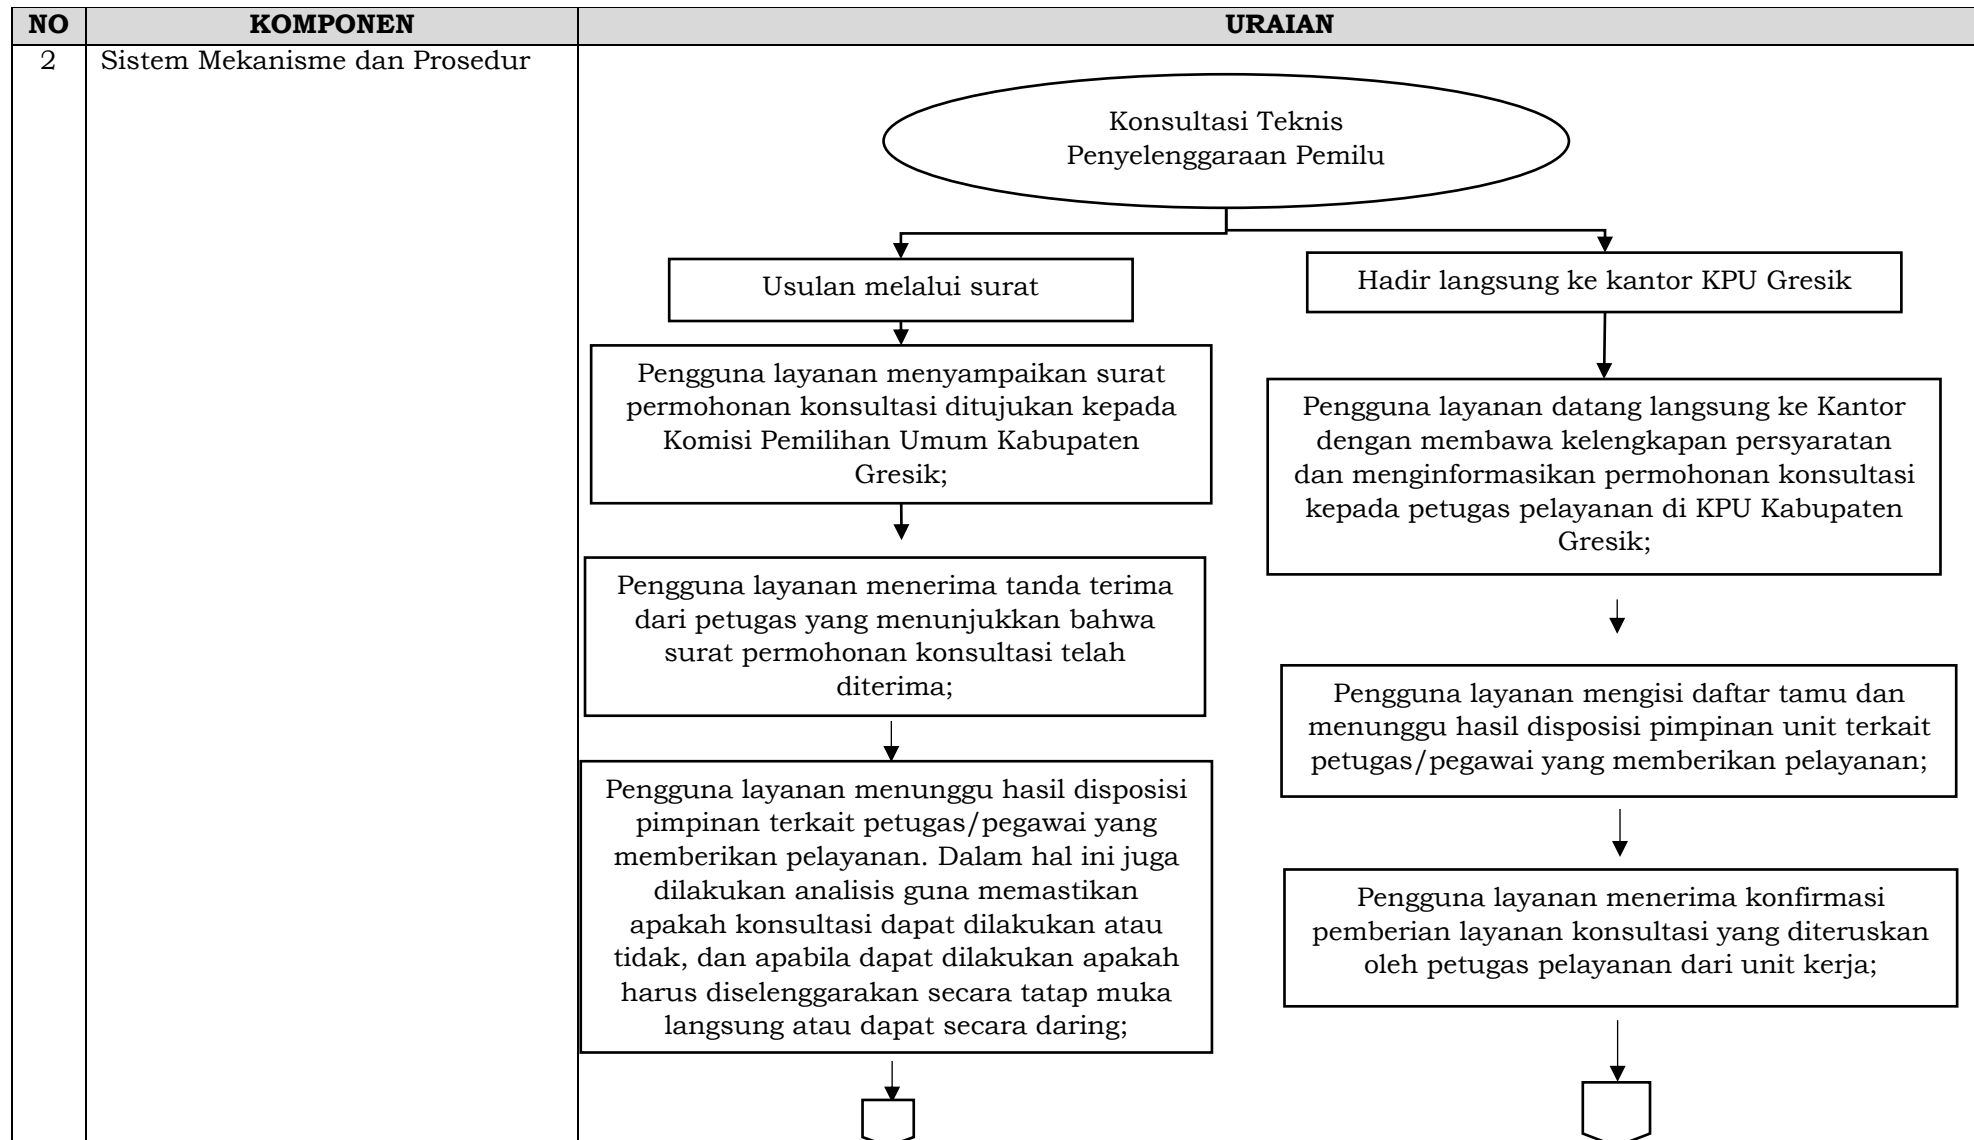 NO KOMPONEN URAIAN
2 Sistem Mekanisme dan Prosedur
Konsultasi Teknis
Penyelenggaraan Pemilu
Usulan melalui surat
Pengguna layanan menyampaikan surat
permohonan konsultasi ditujukan kepada
Komisi Pemilihan Umum Kabupaten
Gresik;
Pengguna layanan menerima tanda terima
dari petugas yang menunjukkan bahwa
surat permohonan konsultasi telah
diterima;
Pengguna layanan menunggu hasil disposisi
pimpinan terkait petugas/pegawai yang
memberikan pelayanan. Dalam hal ini juga
dilakukan analisis guna memastikan
apakah konsultasi dapat dilakukan atau
tidak, dan apabila dapat dilakukan apakah
harus diselenggarakan secara tatap muka
langsung atau dapat secara daring;
Hadir langsung ke kantor KPU Gresik
Pengguna layanan datang langsung ke Kantor
dengan membawa kelengkapan persyaratan
dan menginformasikan permohonan konsultasi
kepada petugas pelayanan di KPU Kabupaten
Gresik;
Pengguna layanan mengisi daftar tamu dan
menunggu hasil disposisi pimpinan unit terkait
petugas/pegawai yang memberikan pelayanan;
Pengguna layanan menerima konfirmasi
pemberian layanan konsultasi yang diteruskan
oleh petugas pelayanan dari unit kerja;